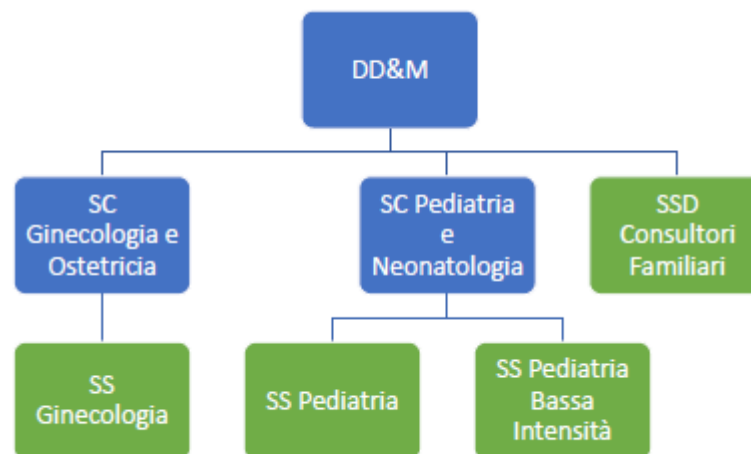 DD&M
SC
Ginecologia e
Ostetricia
SC Pediatria
e
Neonatologia
SSD
Consultori
Familiari
SS
Ginecologia
SS Pediatria
SS Pediatria
Bassa
Intensità